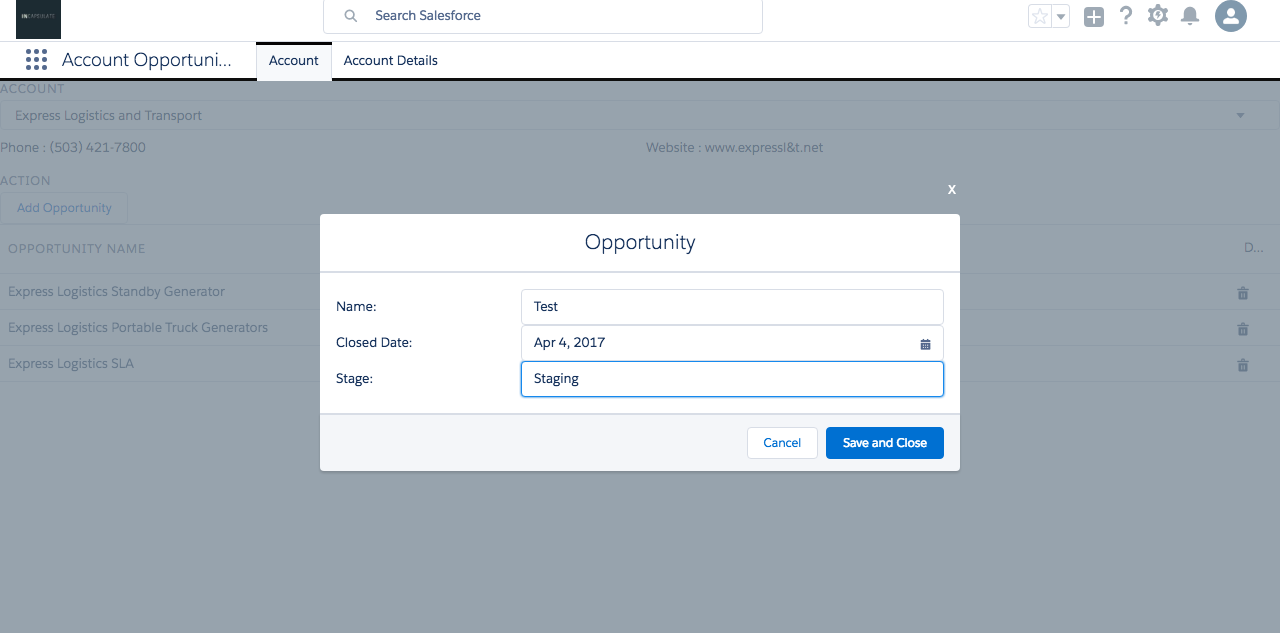 INCAPSULATE
Search Salesforce
Account Opportuni...
Account
Account Details
ACCOUNT
Express Logistics and Transport
Phone : (503) 421-7800
Website : www.expressl&t.net
ACTION
X
Add Opportunity
Opportunity
OPPORTUNITY NAME
D...
Express Logistics Standby Generator
Name:
Test
Express Logistics Portable Truck Generators
Closed Date:
Apr 4, 2017
Express Logistics SLA
Stage:
Staging
Cancel
Save and Close